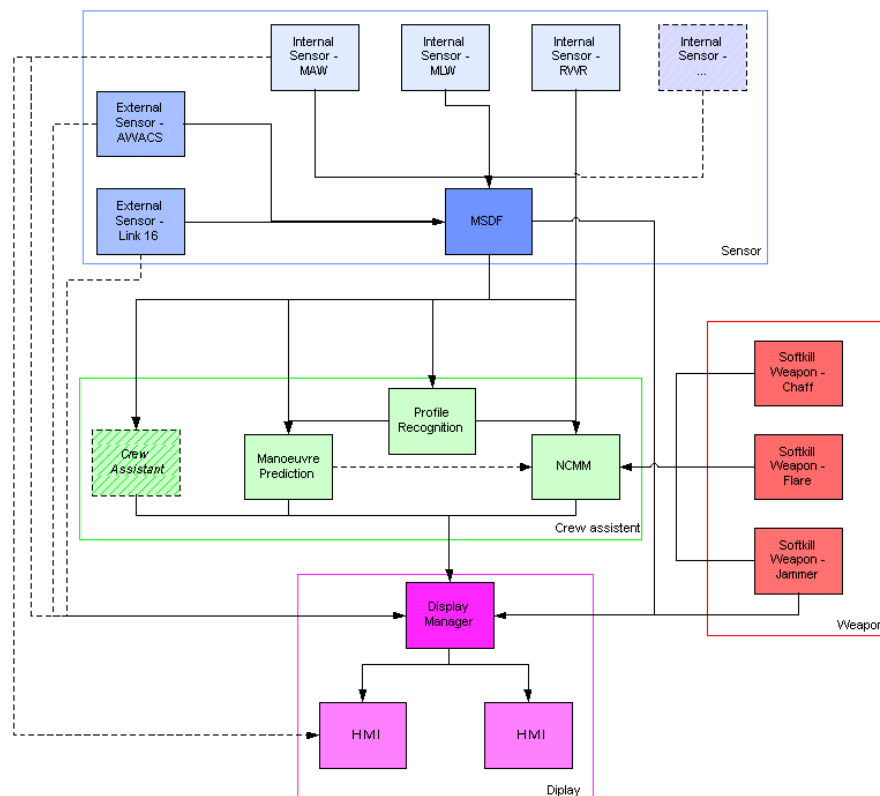 Internal
Sensor -
MAW
Internal
Sensor -
MLW
Internal
Sensor -
RWR
Internal
Sensor -
...
External
Sensor -
AWACS
External
Sensor -
Link 16
MSDF
Sensor
Softkill
Weapon -
Chaff
Softkill
Weapon -
Flare
Softkill
Weapon -
Jammer
Weapon
Profile
Recognition
Crew
Assistant
Manoeuvre
Prediction
NCMM
Crew assistent
Display
Manager
HMI
HMI
Diplay